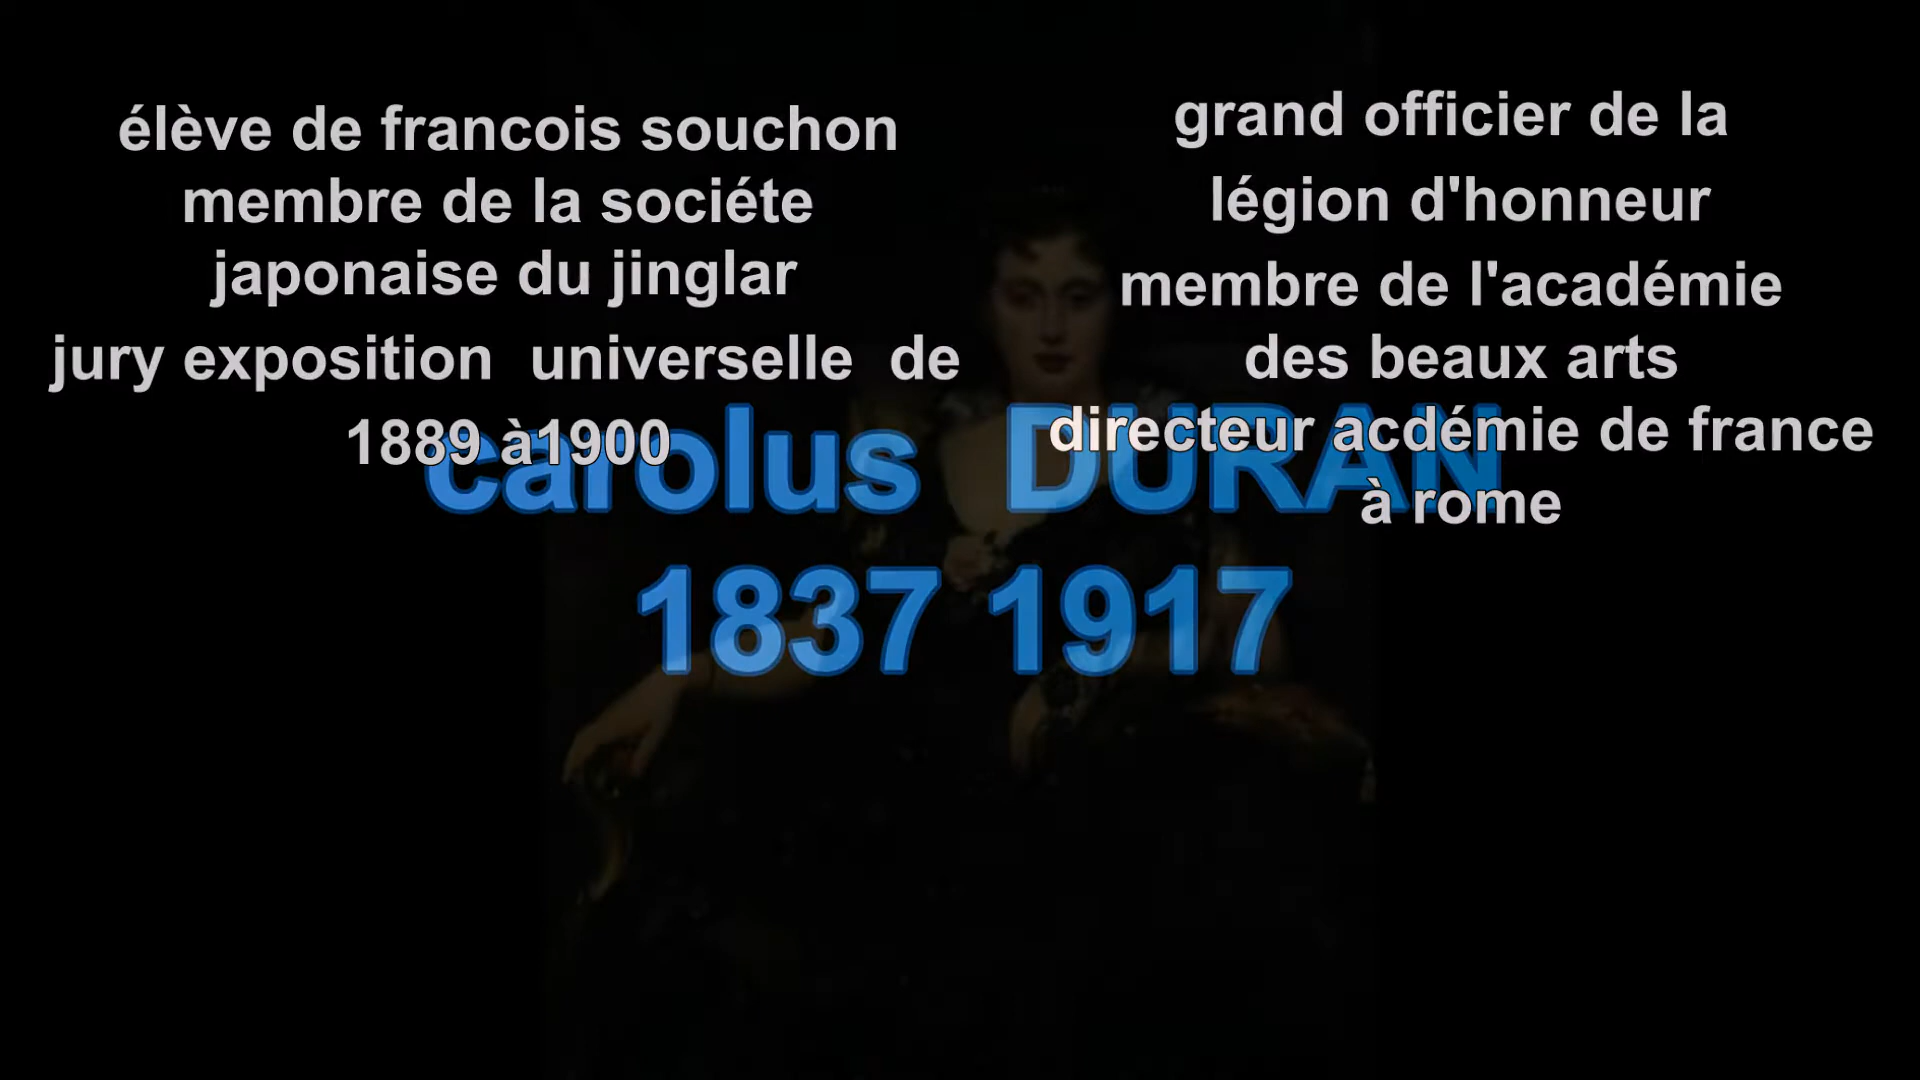 élève de francois souchon
membre de la sociéte
japonaise du jinglar
jury exposition universelle de
1889 à1900
grand officier de la
légion d'honneur
membre de l'académie
des beaux arts
directeur acdémie de france
à rome
carolus DURAN
1837 1917